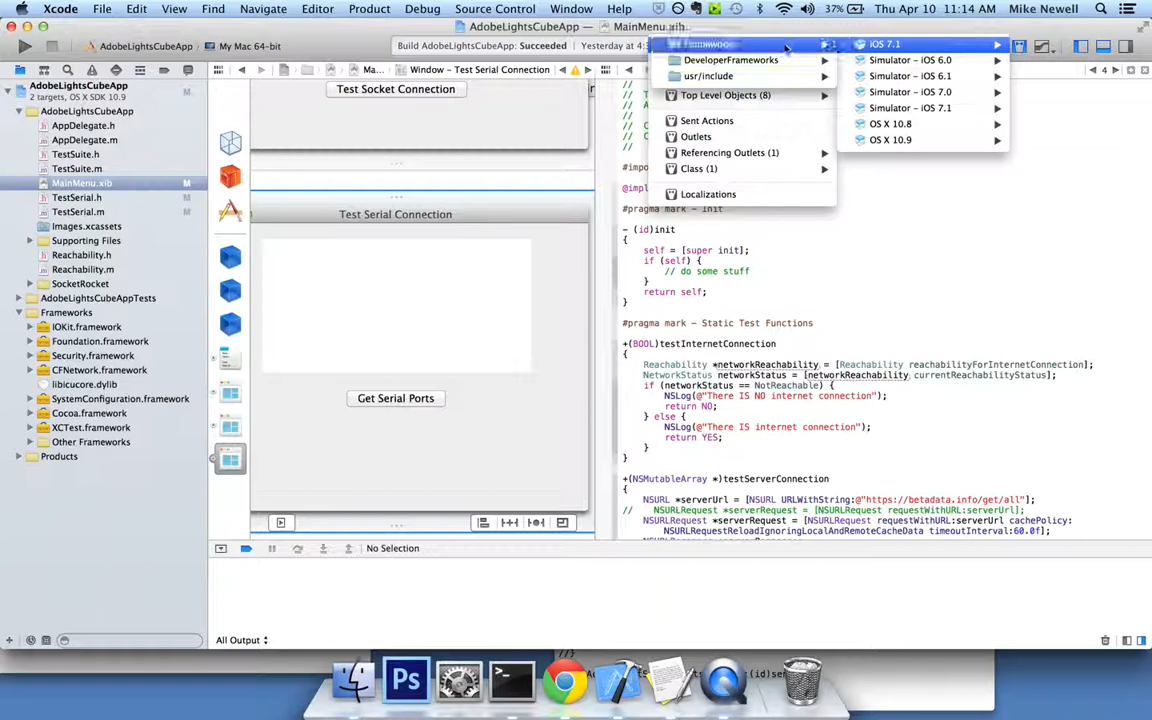 Xcode File Edit View Find Navigate Editor Product Debug Source Control Window Help 37% Thu Apr 10 11:14 AM Mike Newell
AdobeLightsCubeApp — MainMenu.xib
AdobeLightsCubeApp My Mac 64-bit
Build AdobeLightsCubeApp: Succeeded Yesterday at 4:
Ma... Window – Test Serial Connection
4
AdobeLightsCubeApp
2 targets, OS X SDK 10.9
AdobeLightsCubeApp
AppDelegate.h
AppDelegate.m
TestSuite.h
TestSuite.m
MainMenu.xib M
TestSerial.h M
TestSerial.m M
Images.xcassets
Supporting Files
Reachability.h
Reachability.m
SocketRocket
AdobeLightsCubeAppTests
Frameworks
IOKit.framework
Foundation.framework
Security.framework
CFNetwork.framework
libicucore.dylib
SystemConfiguration.framework
Cocoa.framework
XCTest.framework
Other Frameworks
Products
Test Socket Connection
Test Serial Connection
Get Serial Ports
DeveloperFrameworks
usr/include
Top Level Objects (8)
Sent Actions
Outlets
Referencing Outlets (1)
Class (1)
Localizations
iOS 7.1
Simulator – iOS 6.0
Simulator – iOS 6.1
Simulator – iOS 7.0
Simulator – iOS 7.1
OS X 10.8
OS X 10.9
//
//
//
#impo
@impl
#pragma mark – Init
- (id)init
{
self = [super init];
if (self) {
// do some stuff
}
return self;
}
#pragma mark – Static Test Functions
+(BOOL)testInternetConnection
{
Reachability *networkReachability = [Reachability reachabilityForInternetConnection];
NetworkStatus networkStatus = [networkReachability currentReachabilityStatus];
if (networkStatus == NotReachable) {
NSLog(@"There IS NO internet connection");
return NO;
} else {
NSLog(@"There IS internet connection");
return YES;
}
}
+(NSMutableArray *)testServerConnection
{
NSURL *serverUrl = [NSURL URLWithString:@"https://betadata.info/get/all"];
// NSURLRequest *serverRequest = [NSURLRequest requestWithURL:serverUrl];
NSURLRequest *serverRequest = [NSURLRequest requestWithURL:serverUrl cachePolicy:
NSURLRequestReloadIgnoringLocalAndRemoteCacheData timeoutInterval:60.0f];
No Selection
All Output
//}
Ps